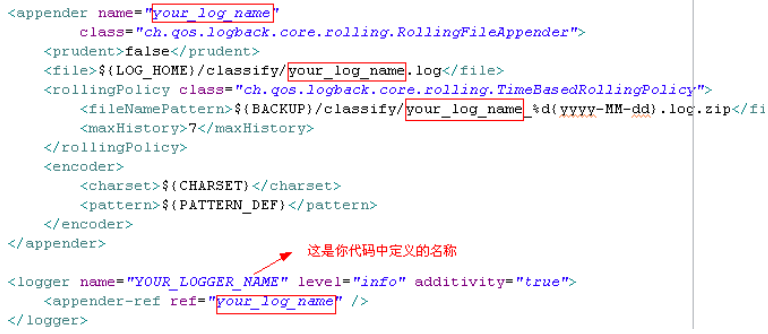 <appender name="your_log_name"
class="ch.qos.logback.core.rolling.RollingFileAppender">
<prudent>false</prudent>
<file>${LOG_HOME}/classify/your_log_name.log</file>
<rollingPolicy class="ch.qos.logback.core.rolling.TimeBasedRollingPolicy">
<fileNamePattern>${BACKUP}/classify/your_log_name_%d{yyyy-MM-dd}.log.zip</fi
<maxHistory>7</maxHistory>
</rollingPolicy>
<encoder>
<charset>${CHARSET}</charset>
<pattern>${PATTERN_DEF}</pattern>
</encoder>
</appender>
这是你代码中定义的名称
<logger name="YOUR_LOGGER_NAME" level="info" additivity="true">
<appender-ref ref="your_log_name" />
</logger>